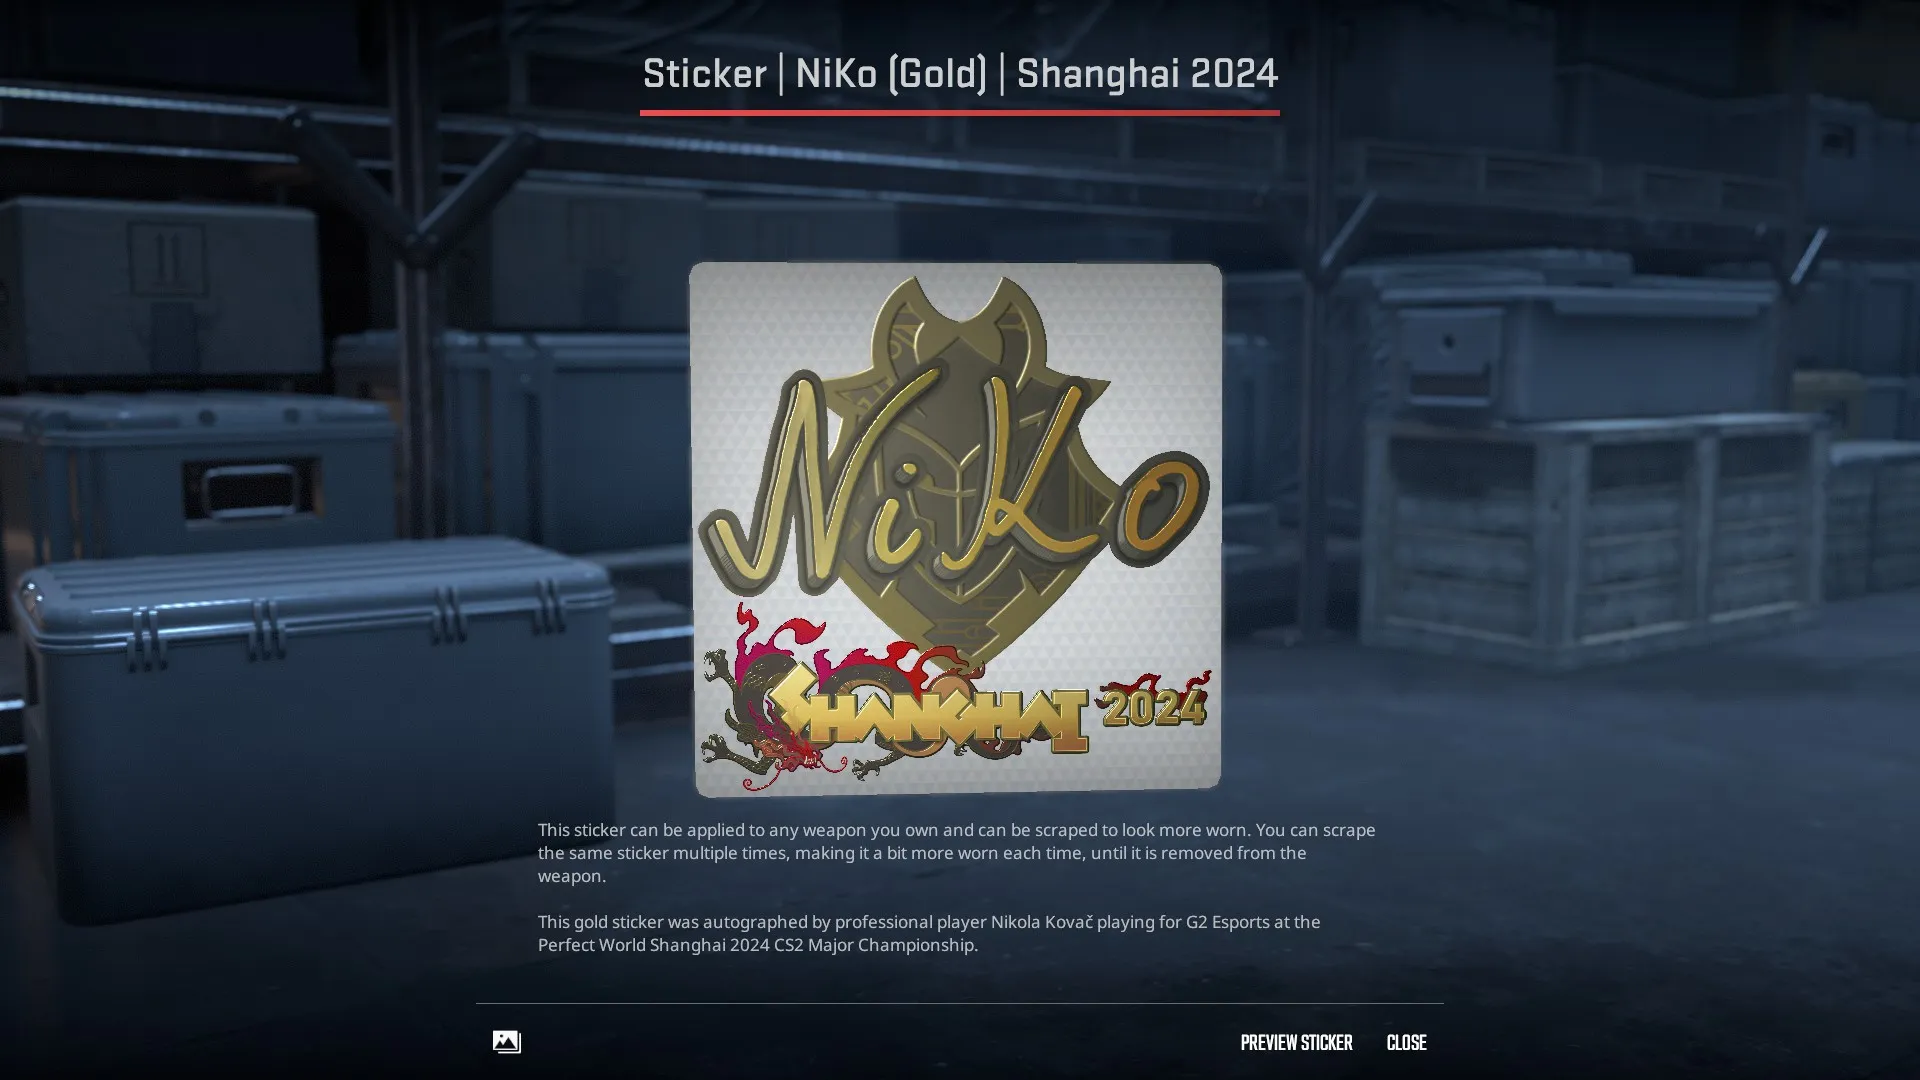 Sticker | NiKo (Gold) | Shanghai 2024
NiKo
SHANGHAI 2024
This sticker can be applied to any weapon you own and can be scraped to look more worn. You can scrape
the same sticker multiple times, making it a bit more worn each time, until it is removed from the
weapon.
This gold sticker was autographed by professional player Nikola Kovač playing for G2 Esports at the
Perfect World Shanghai 2024 CS2 Major Championship.
PREVIEW STICKER CLOSE